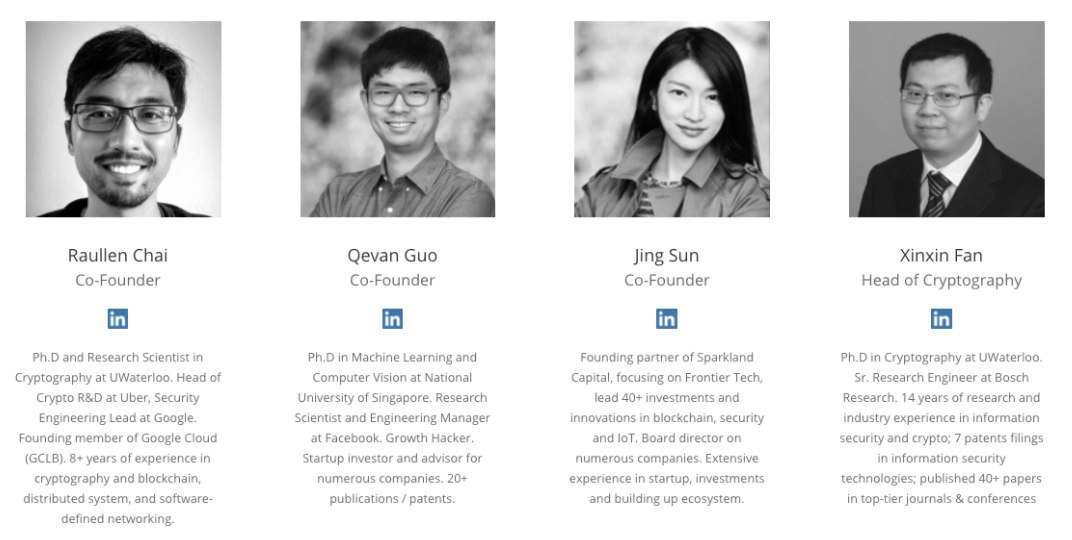 Raullen Chai
Co-Founder
in
Ph.D and Research Scientist in
Cryptography at UWaterloo. Head of
Crypto R&D at Uber, Security
Engineering Lead at Google.
Founding member of Google Cloud
(GCLB). 8+ years of experience in
cryptography and blockchain,
distributed system, and software-
defined networking.
Qevan Guo
Co-Founder
in
Ph.D in Machine Learning and
Computer Vision at National
University of Singapore. Research
Scientist and Engineering Manager
at Facebook. Growth Hacker.
Startup investor and advisor for
numerous companies. 20+
publications / patents.
Jing Sun
Co-Founder
in
Founding partner of Sparkland
Capital, focusing on Frontier Tech,
lead 40+ investments and
innovations in blockchain, security
and IoT. Board director on
numerous companies. Extensive
experience in startup, investments
and building up ecosystem.
Xinxin Fan
Head of Cryptography
in
Ph.D in Cryptography at UWaterloo.
Sr. Research Engineer at Bosch
Research. 14 years of research and
industry experience in information
security and crypto; 7 patents filings
in information security
technologies; published 40+ papers
in top-tier journals & conferences